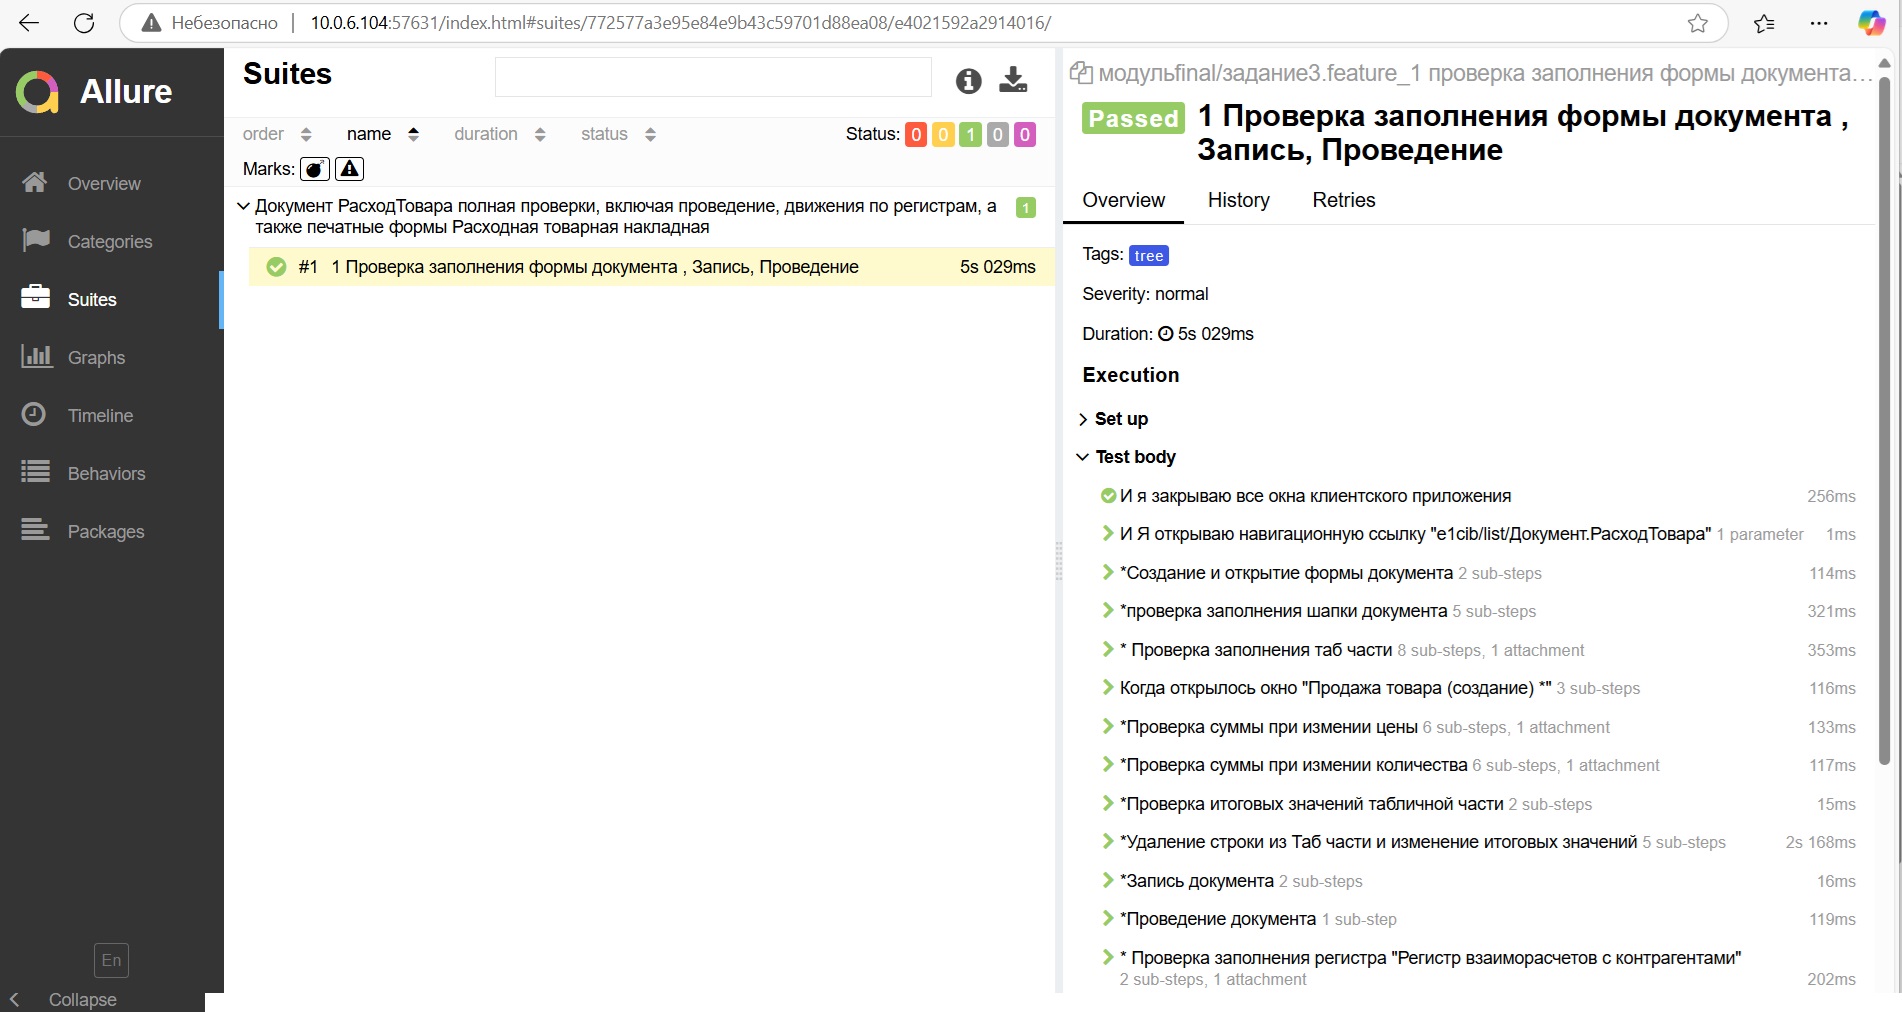 Небезопасно
10.0.6.104:57631/index.html#suites/772577a3e95e84e9b43c59701d88ea08/e4021592a2914016/
Allure
Overview
Categories
Suites
Graphs
Timeline
Behaviors
Packages
En
Collapse
Suites
order name duration status Status: 0 0 1 0 0
Marks:
Документ РасходТовара полная проверки, включая проведение, движения по регистрам, а 1
также печатные формы Расходная товарная накладная
#1 1 Проверка заполнения формы документа , Запись, Проведение 5s 029ms
модульfinal/задание3.feature_1 проверка заполнения формы документа…
Passed 1 Проверка заполнения формы документа ,
Запись, Проведение
Overview History Retries
Tags: tree
Severity: normal
Duration: 5s 029ms
Execution
Set up
Test body
И я закрываю все окна клиентского приложения 256ms
И Я открываю навигационную ссылку "e1cib/list/Документ.РасходТовара" 1 parameter 1ms
*Создание и открытие формы документа 2 sub-steps 114ms
*проверка заполнения шапки документа 5 sub-steps 321ms
* Проверка заполнения таб части 8 sub-steps, 1 attachment 353ms
Когда открылось окно "Продажа товара (создание) *" 3 sub-steps 116ms
*Проверка суммы при измении цены 6 sub-steps, 1 attachment 133ms
*Проверка суммы при измении количества 6 sub-steps, 1 attachment 117ms
*Проверка итоговых значений табличной части 2 sub-steps 15ms
*Удаление строки из Таб части и изменение итоговых значений 5 sub-steps 2s 168ms
*Запись документа 2 sub-steps 16ms
*Проведение документа 1 sub-step 119ms
* Проверка заполнения регистра "Регистр взаиморасчетов с контрагентами"
2 sub-steps, 1 attachment 202ms